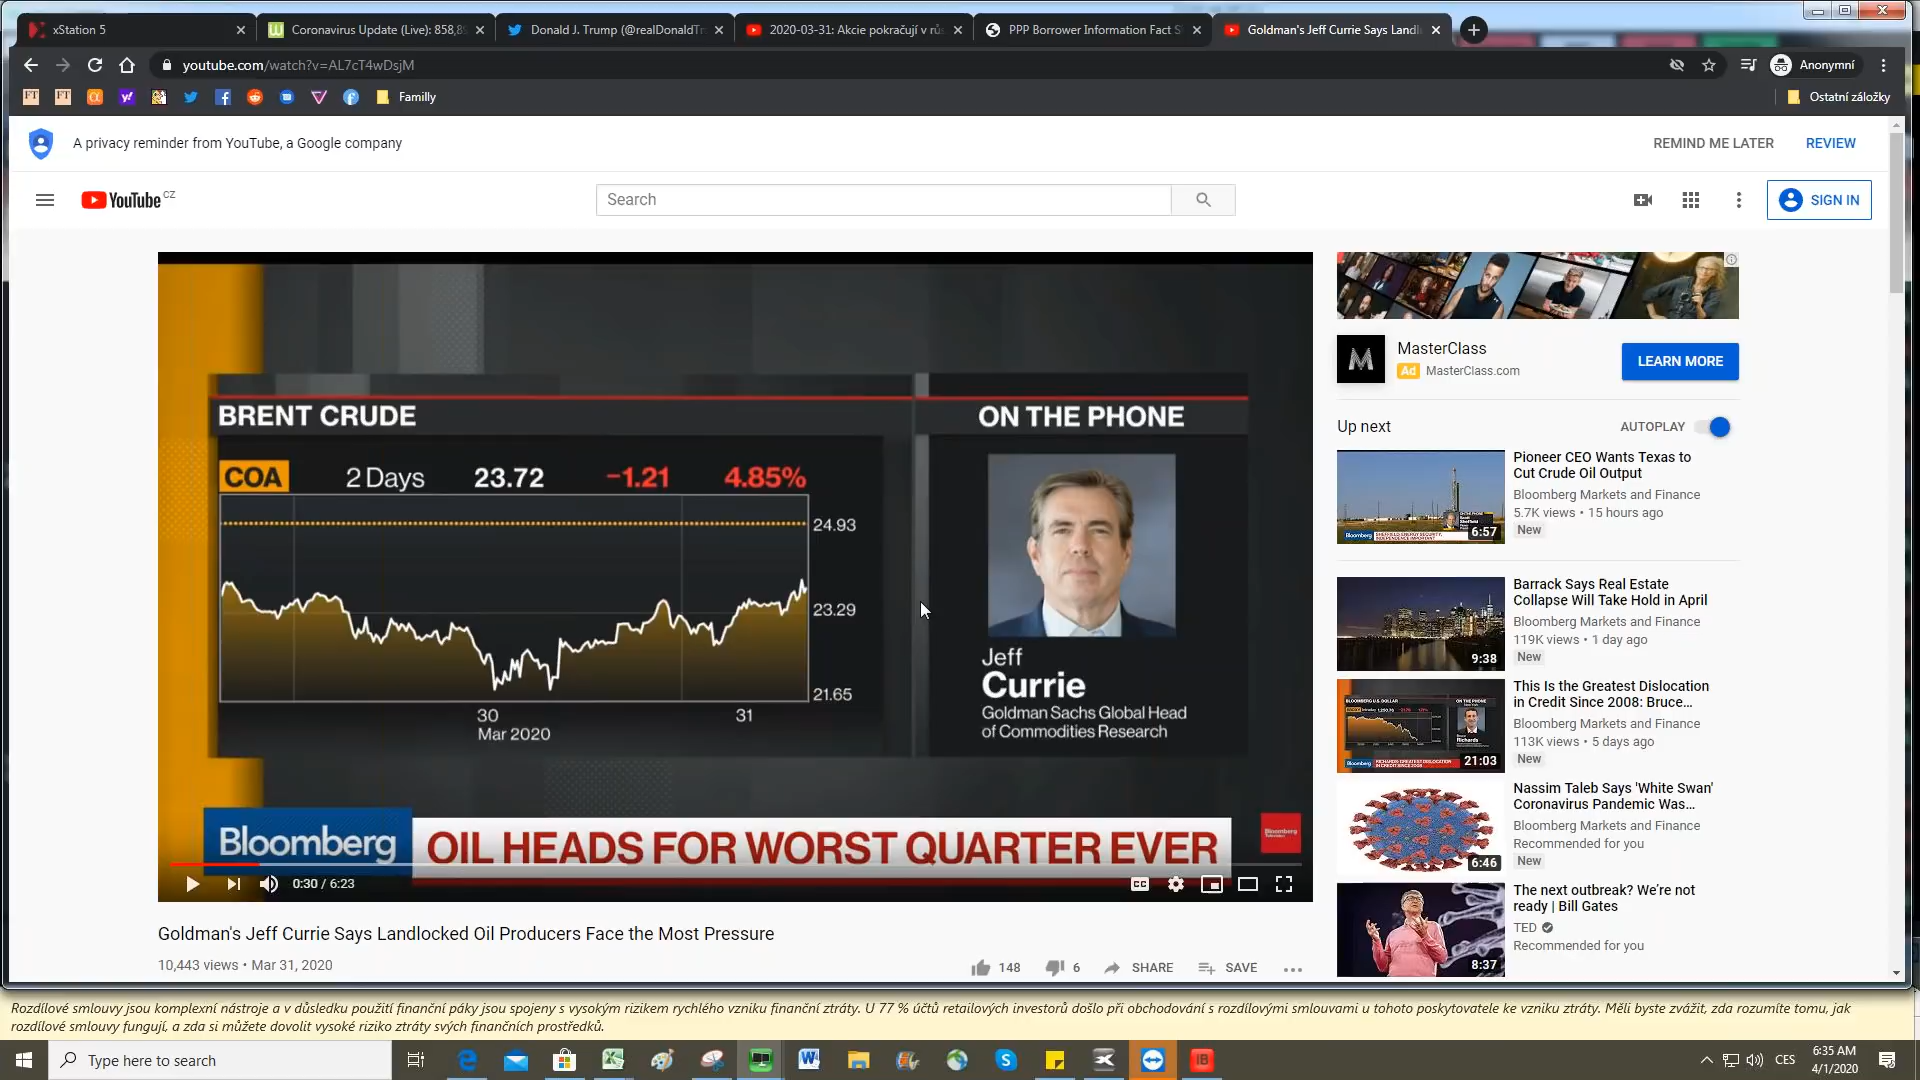 xStation 5
Coronavirus Update (Live): 858,8
Donald J. Trump (@realDonaldTr
2020-03-31: Akcie pokračují v rů
PPP Borrower Information Fact S
Goldman's Jeff Currie Says Landl
youtube.com/watch?v=AL7cT4wDsjM
Anonymní
FT
FT
Familly
Ostatní záložky
A privacy reminder from YouTube, a Google company
REMIND ME LATER
REVIEW
YouTube CZ
Search
SIGN IN
BRENT CRUDE
ON THE PHONE
COA 2 Days 23.72 −1.21 4.85%
24.93
23.29
21.65
30
31
Mar 2020
Jeff
Currie
Goldman Sachs Global Head
of Commodities Research
Bloomberg
OIL HEADS FOR WORST QUARTER EVER
0:30 / 6:23
CC
Goldman's Jeff Currie Says Landlocked Oil Producers Face the Most Pressure
10,443 views • Mar 31, 2020
148
6
SHARE
SAVE
MasterClass
Ad MasterClass.com
LEARN MORE
Up next
AUTOPLAY
Pioneer CEO Wants Texas to
Cut Crude Oil Output
Bloomberg Markets and Finance
5.7K views • 15 hours ago
New
6:57
Barrack Says Real Estate
Collapse Will Take Hold in April
Bloomberg Markets and Finance
119K views • 1 day ago
New
9:38
This Is the Greatest Dislocation
in Credit Since 2008: Bruce...
Bloomberg Markets and Finance
113K views • 5 days ago
New
21:03
Nassim Taleb Says 'White Swan'
Coronavirus Pandemic Was...
Bloomberg Markets and Finance
Recommended for you
New
6:46
The next outbreak? We're not
ready | Bill Gates
TED
Recommended for you
8:37
Rozdílové smlouvy jsou komplexní nástroje a v důsledku použití finanční páky jsou spojeny s vysokým rizikem rychlého vzniku finanční ztráty. U 77 % účtů retailových investorů došlo při obchodování s rozdílovými smlouvami u tohoto poskytovatele ke vzniku ztráty. Měli byste zvážit, zda rozumíte tomu, jak
rozdílové smlouvy fungují, a zda si můžete dovolit vysoké riziko ztráty svých finančních prostředků.
Type here to search
CES
6:35 AM
4/1/2020